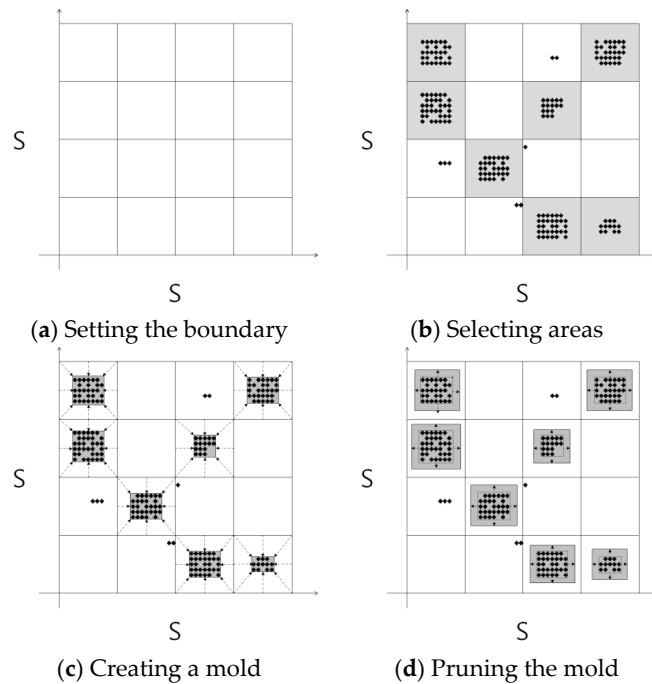 S
S
S
S
(a) Setting the boundary
(b) Selecting areas
S
S
S
S
(c) Creating a mold
(d) Pruning the mold